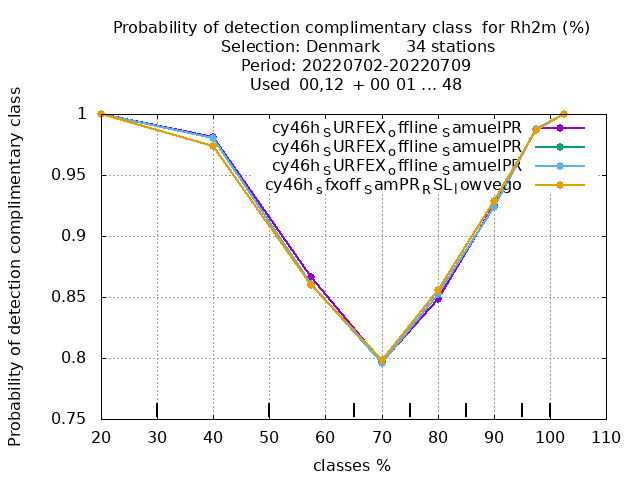 Probability of detection complimentary class  for Rh2m (%)
Selection: Denmark     34 stations
Period: 20220702-20220709
Used  00,12  + 00 01 ... 48
Probability of detection complimentary class
1
0.95
0.9
0.85
0.8
0.75
cy46h_SURFEX_offline_SamuelPR
cy46h_SURFEX_offline_SamuelPR
cy46h_SURFEX_offline_SamuelPR
cy46h_sfxoff_SamPR_RSL_lowvego
20 30 40 50 60 70 80 90 100 110
classes %